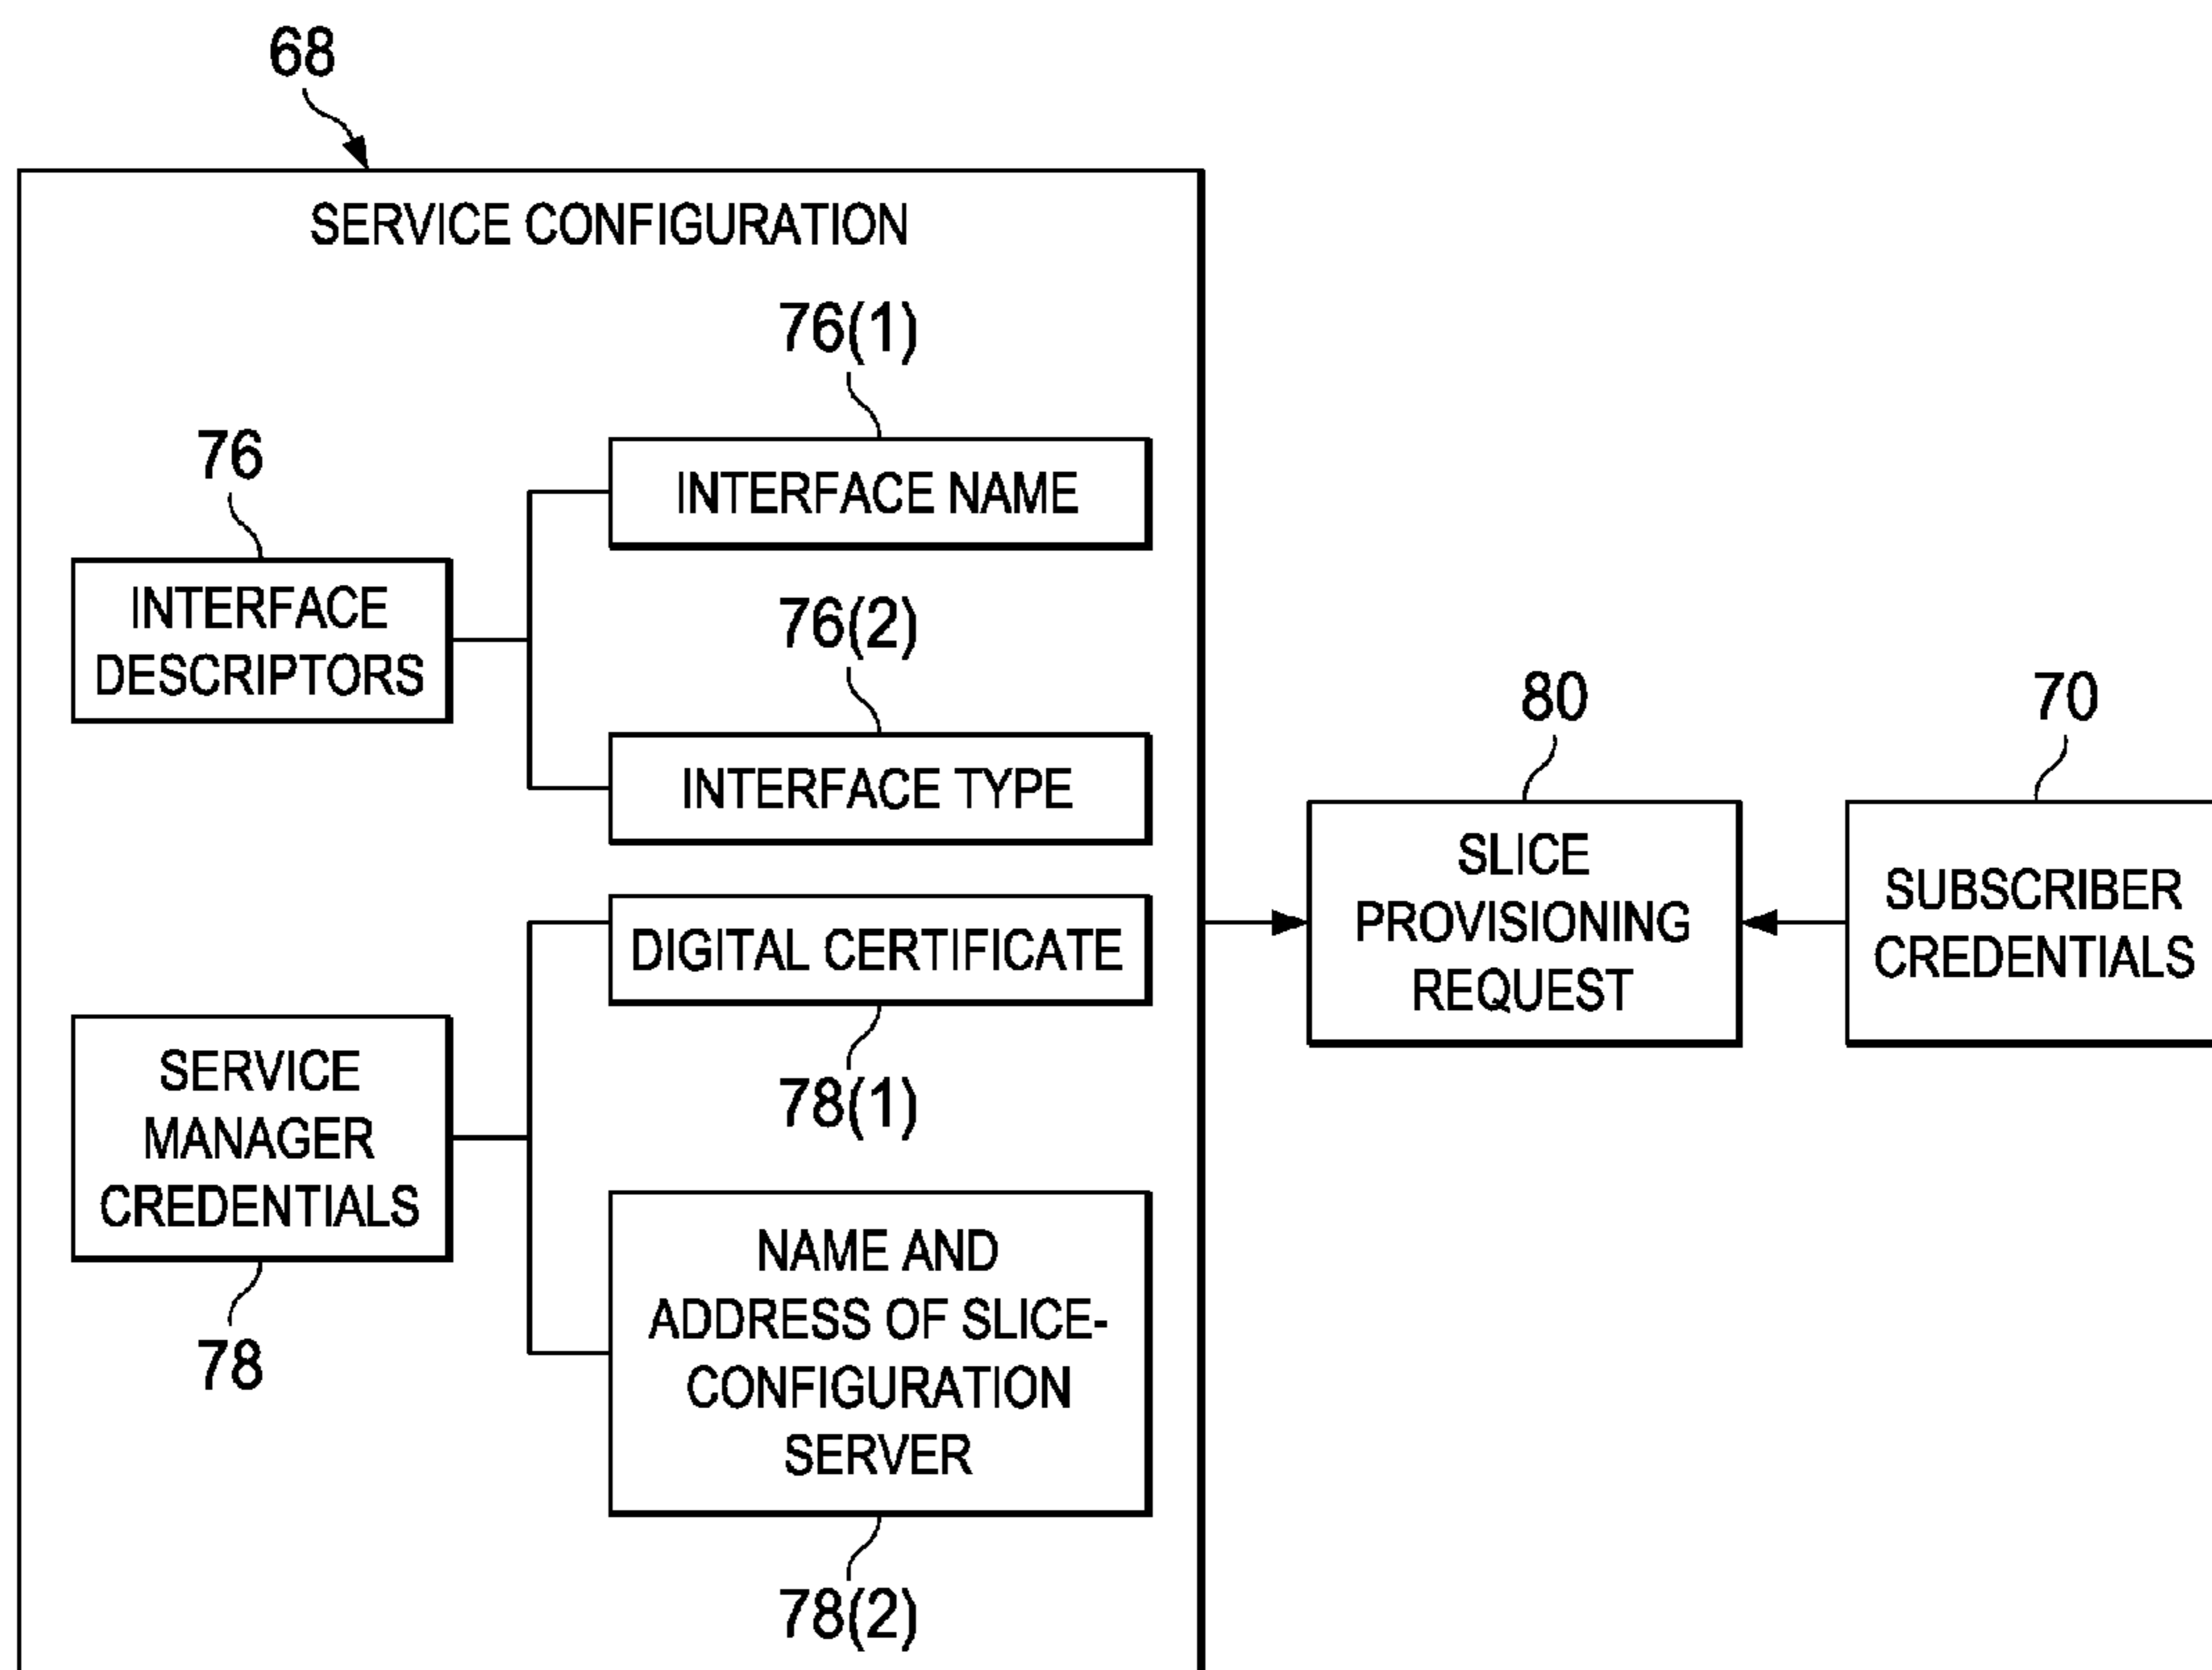 68
SERVICE CONFIGURATION
76(1)
INTERFACE NAME
76
INTERFACE
DESCRIPTORS
76(2)
INTERFACE TYPE
DIGITAL CERTIFICATE
78(1)
SERVICE
MANAGER
CREDENTIALS
78
NAME AND
ADDRESS OF SLICE-
CONFIGURATION
SERVER
78(2)
80
SLICE
PROVISIONING
REQUEST
70
SUBSCRIBER
CREDENTIALS